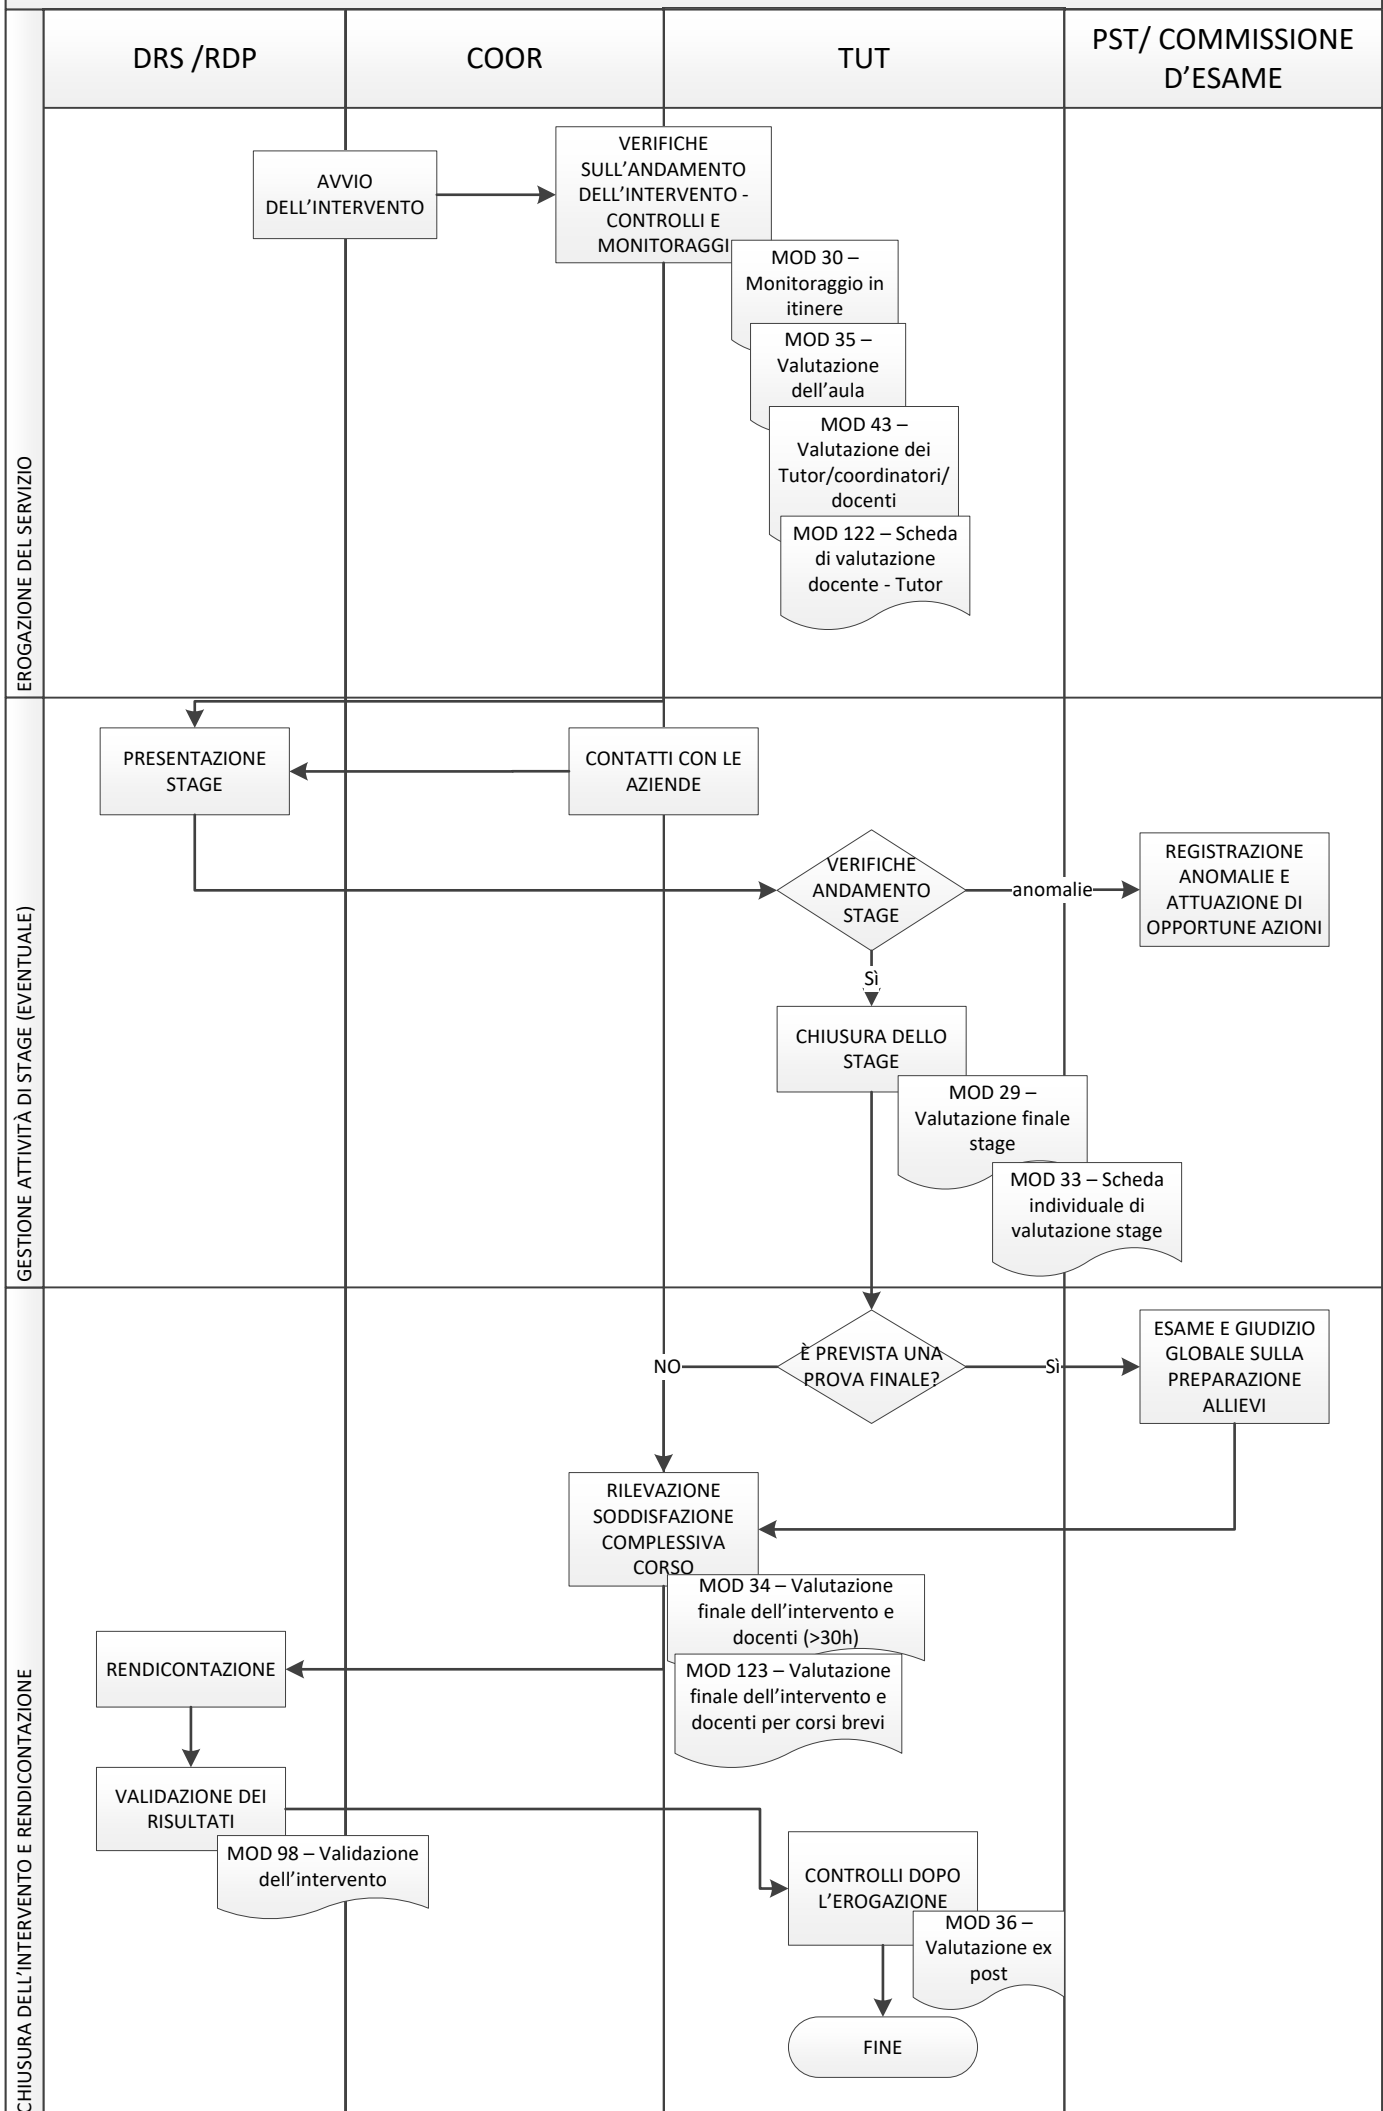 DRS /RDP
COOR
TUT
PST/ COMMISSIONE
D’ESAME
EROGAZIONE DEL SERVIZIO
AVVIO
DELL’INTERVENTO
VERIFICHE
SULL’ANDAMENTO
DELL’INTERVENTO -
CONTROLLI E
MONITORAGGI
MOD 30 –
Monitoraggio in
itinere
MOD 35 –
Valutazione
dell’aula
MOD 43 –
Valutazione dei
Tutor/coordinatori/
docenti
MOD 122 – Scheda
di valutazione
docente - Tutor
GESTIONE ATTIVITÀ DI STAGE (EVENTUALE)
PRESENTAZIONE
STAGE
CONTATTI CON LE
AZIENDE
VERIFICHE
ANDAMENTO
STAGE
anomalie
REGISTRAZIONE
ANOMALIE E
ATTUAZIONE DI
OPPORTUNE AZIONI
Sì
CHIUSURA DELLO
STAGE
MOD 29 –
Valutazione finale
stage
MOD 33 – Scheda
individuale di
valutazione stage
CHIUSURA DELL’INTERVENTO E RENDICONTAZIONE
È PREVISTA UNA
PROVA FINALE?
NO
Sì
ESAME E GIUDIZIO
GLOBALE SULLA
PREPARAZIONE
ALLIEVI
RILEVAZIONE
SODDISFAZIONE
COMPLESSIVA
CORSO
MOD 34 – Valutazione
finale dell’intervento e
docenti (>30h)
MOD 123 – Valutazione
finale dell’intervento e
docenti per corsi brevi
RENDICONTAZIONE
VALIDAZIONE DEI
RISULTATI
MOD 98 – Validazione
dell’intervento
CONTROLLI DOPO
L’EROGAZIONE
MOD 36 –
Valutazione ex
post
FINE